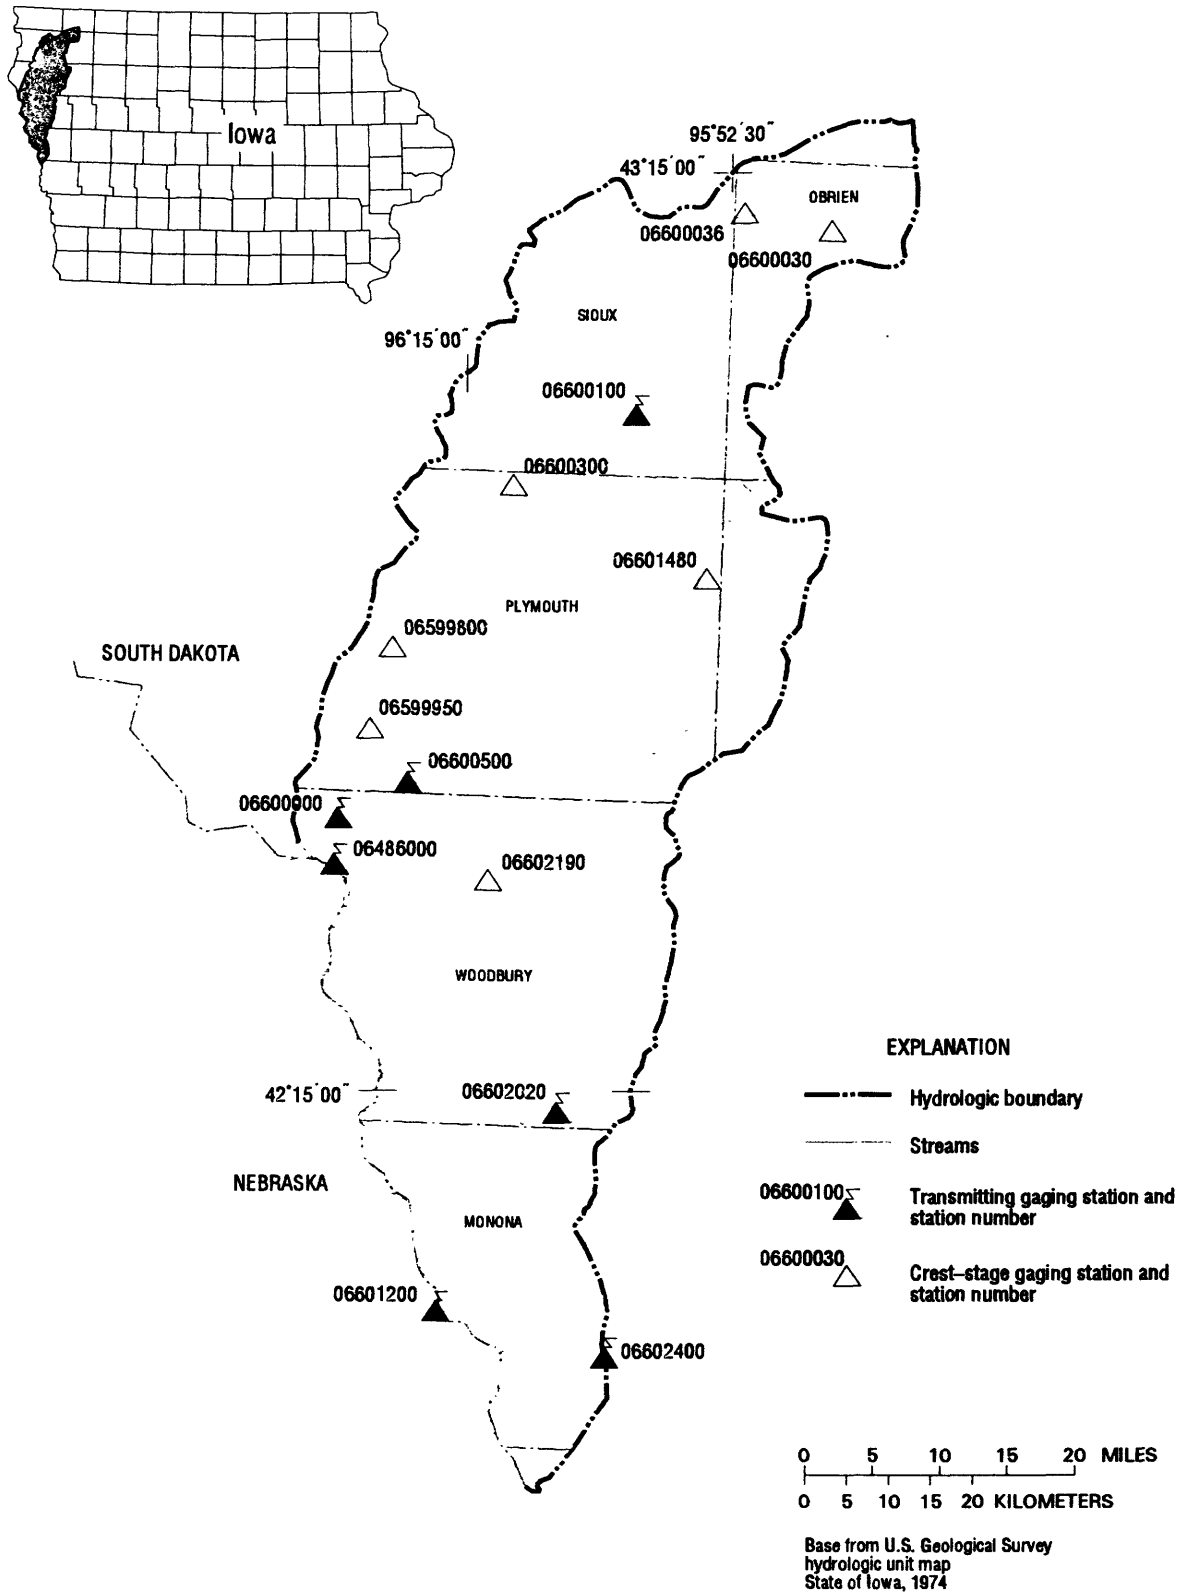 Iowa
95°52´30˝
43°15´00˝
OBRIEN
06600036
06600030
SIOUX
96°15´00˝
06600100
06600300
06601480
PLYMOUTH
06599800
SOUTH DAKOTA
06599950
06600500
06600000
06486000
06602190
WOODBURY
42°15´00˝
06602020
NEBRASKA
MONONA
06601200
06602400
EXPLANATION
Hydrologic boundary
Streams
06600100
Transmitting gaging station and
station number
06600030
Crest–stage gaging station and
station number
0 5 10 15 20 MILES
0 5 10 15 20 KILOMETERS
Base from U.S. Geological Survey
hydrologic unit map
State of Iowa, 1974